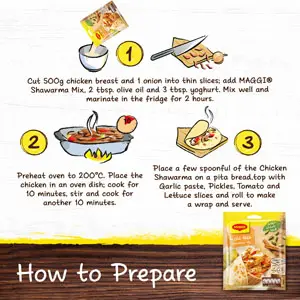 1
Cut 500g chicken breast and 1 onion into thin slices; add MAGGI®
Shawarma Mix, 2 tbsp. olive oil and 3 tbsp. yoghurt. Mix well and
marinate in the fridge for 2 hours.
2
Preheat oven to 200°C. Place the
chicken in an oven dish; cook for
10 minutes, stir and cook for
another 10 minutes.
3
Place a few spoonful of the Chicken
Shawarma on a pita bread,top with
Garlic paste, Pickles, Tomato and
Lettuce slices and roll to make
a wrap and serve.
MAGGI
How to Prepare